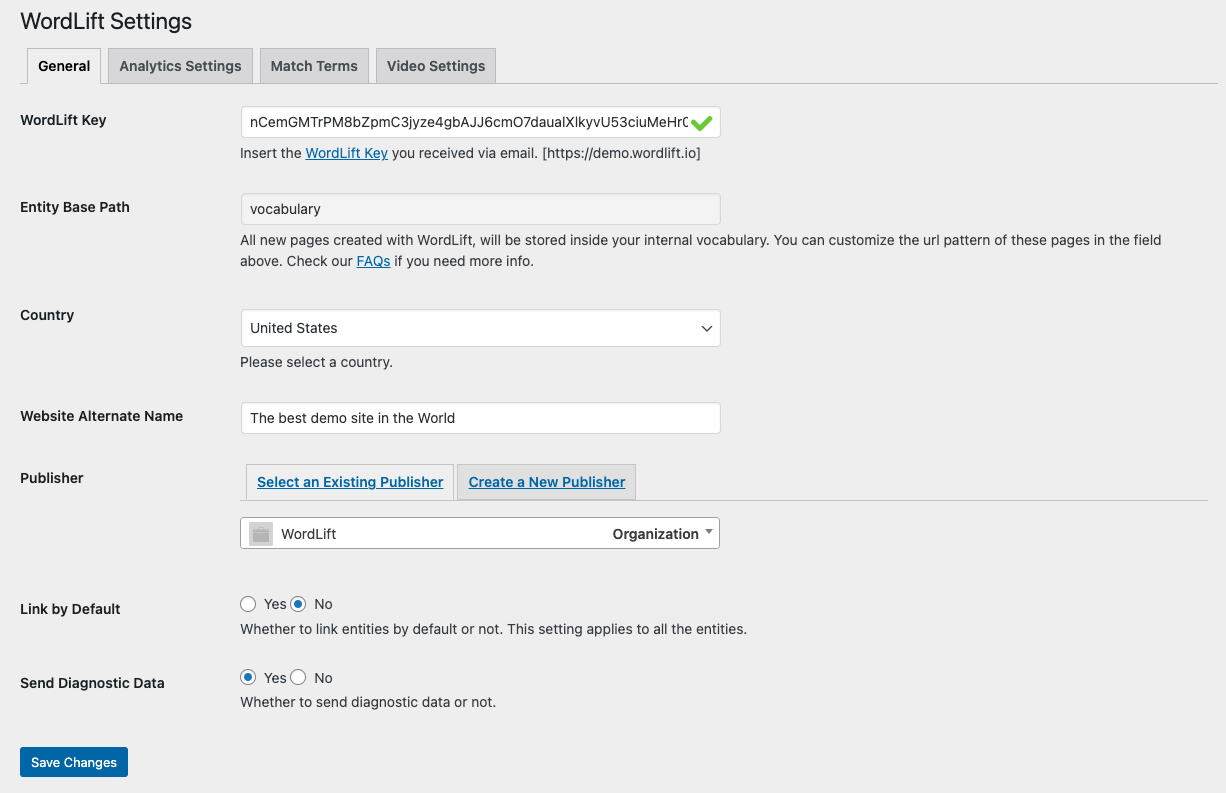 WordLift Settings
General Analytics Settings Match Terms Video Settings
WordLift Key
nCemGMTrPM8bZpmC3jyze4gbAJJ6cmO7daualXlkyvU53ciuMeHr
Insert the WordLift Key you received via email. [https://demo.wordlift.io]
Entity Base Path
vocabulary
All new pages created with WordLift, will be stored inside your internal vocabulary. You can customize the url pattern of these pages in the field
above. Check our FAQs if you need more info.
Country
United States
Please select a country.
Website Alternate Name
The best demo site in the World
Publisher
Select an Existing Publisher Create a New Publisher
WordLift Organization
Link by Default
Yes No
Whether to link entities by default or not. This setting applies to all the entities.
Send Diagnostic Data
Yes No
Whether to send diagnostic data or not.
Save Changes